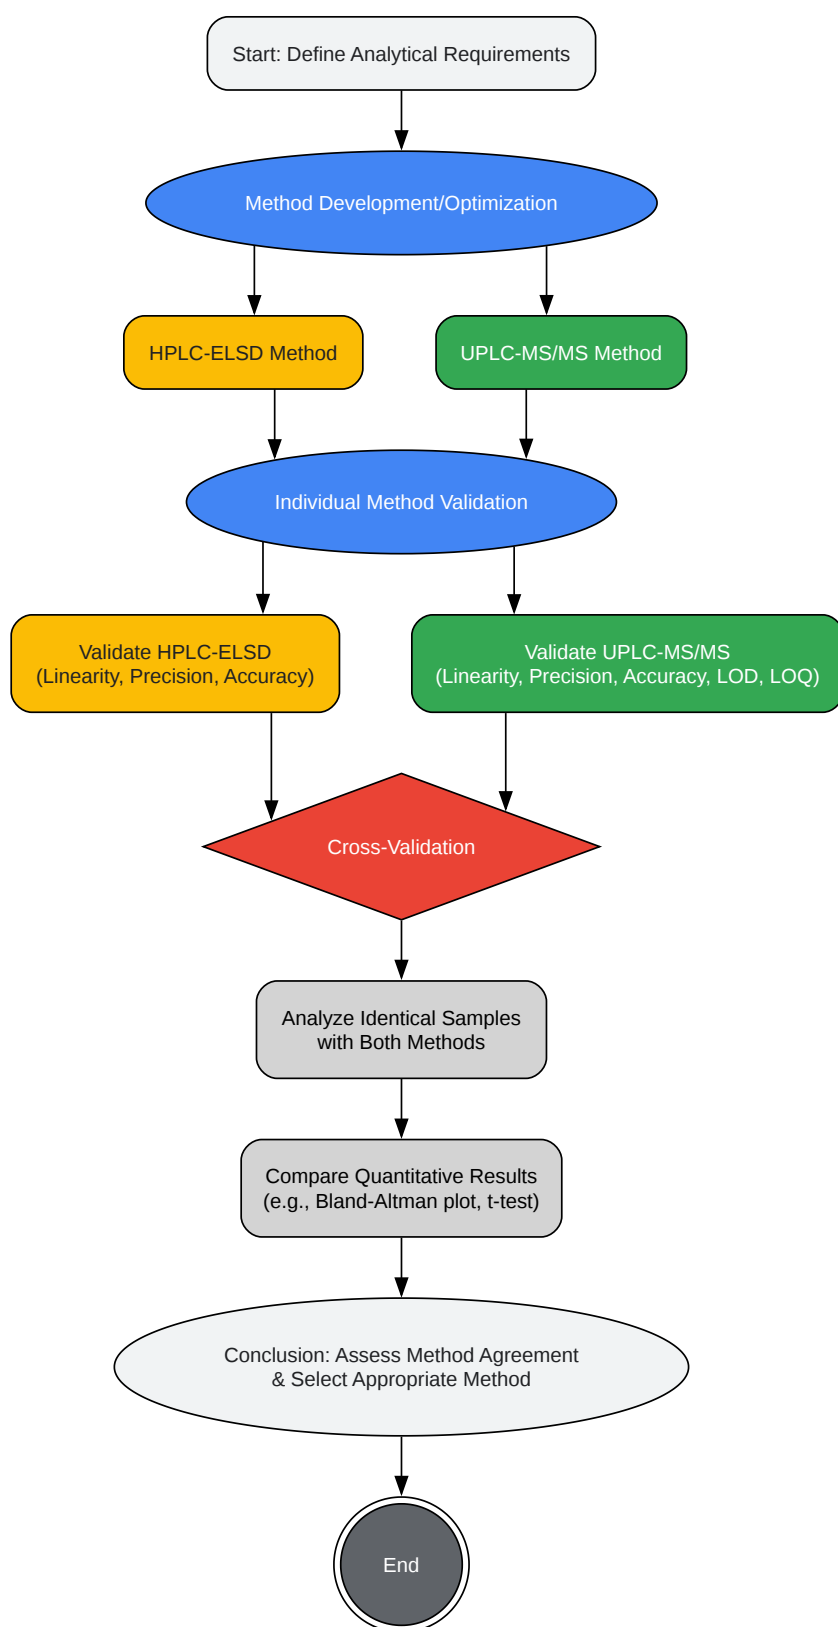 Start: Define Analytical Requirements
Method Development/Optimization
HPLC-ELSD Method
UPLC-MS/MS Method
Individual Method Validation
Validate HPLC-ELSD
(Linearity, Precision, Accuracy)
Validate UPLC-MS/MS
(Linearity, Precision, Accuracy, LOD, LOQ)
Cross-Validation
Analyze Identical Samples
with Both Methods
Compare Quantitative Results
(e.g., Bland-Altman plot, t-test)
Conclusion: Assess Method Agreement
& Select Appropriate Method
End